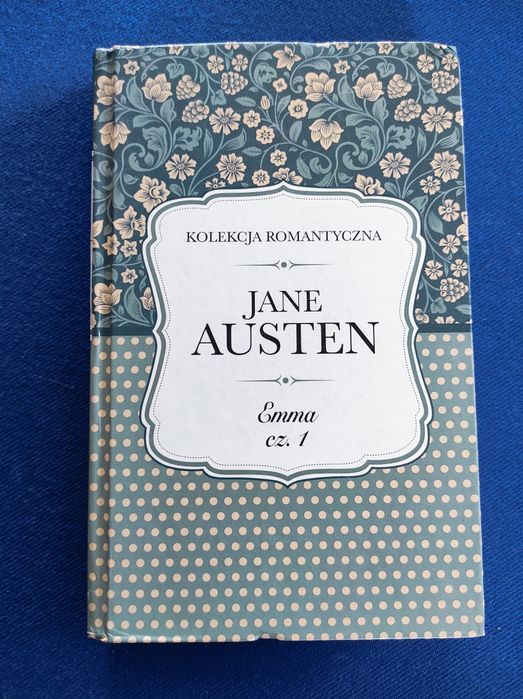 KOLEKCJA ROMANTYCZNA
JANE
AUSTEN
Emma
cz. 1